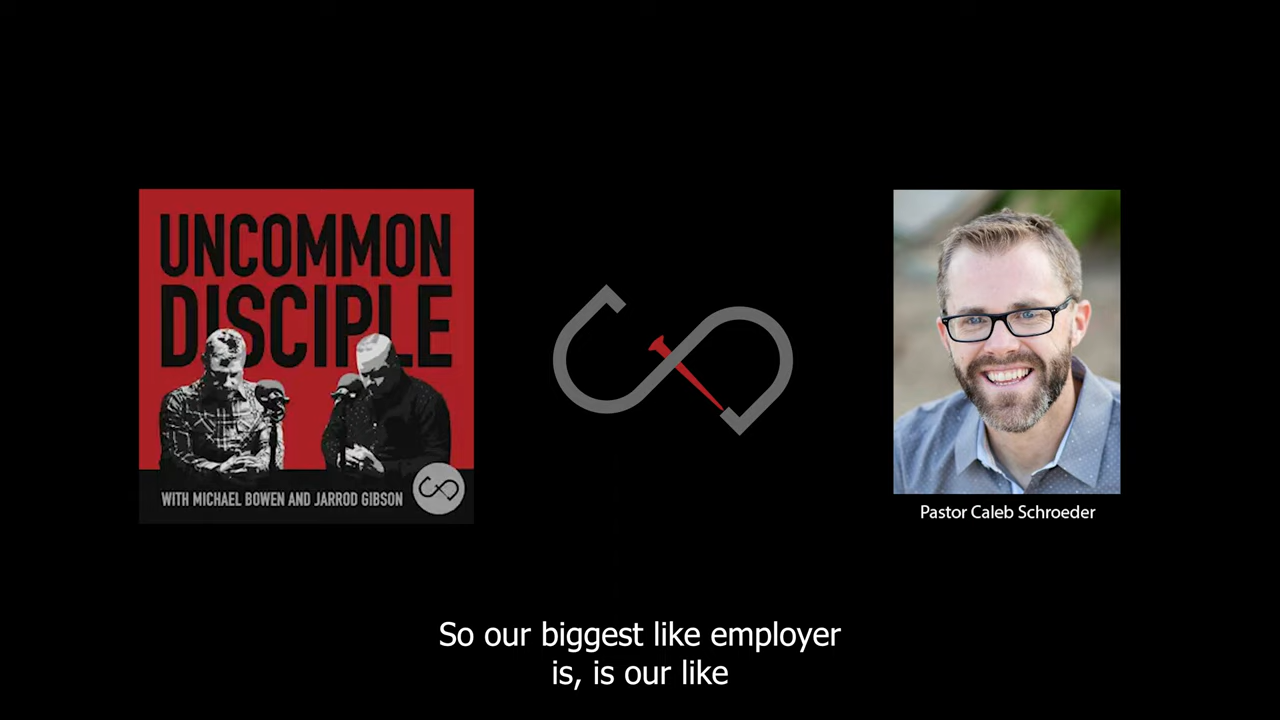 UNCOMMON
DISCIPLE
WITH MICHAEL BOWEN AND JARROD GIBSON
Pastor Caleb Schroeder
So our biggest like employer
is, is our like